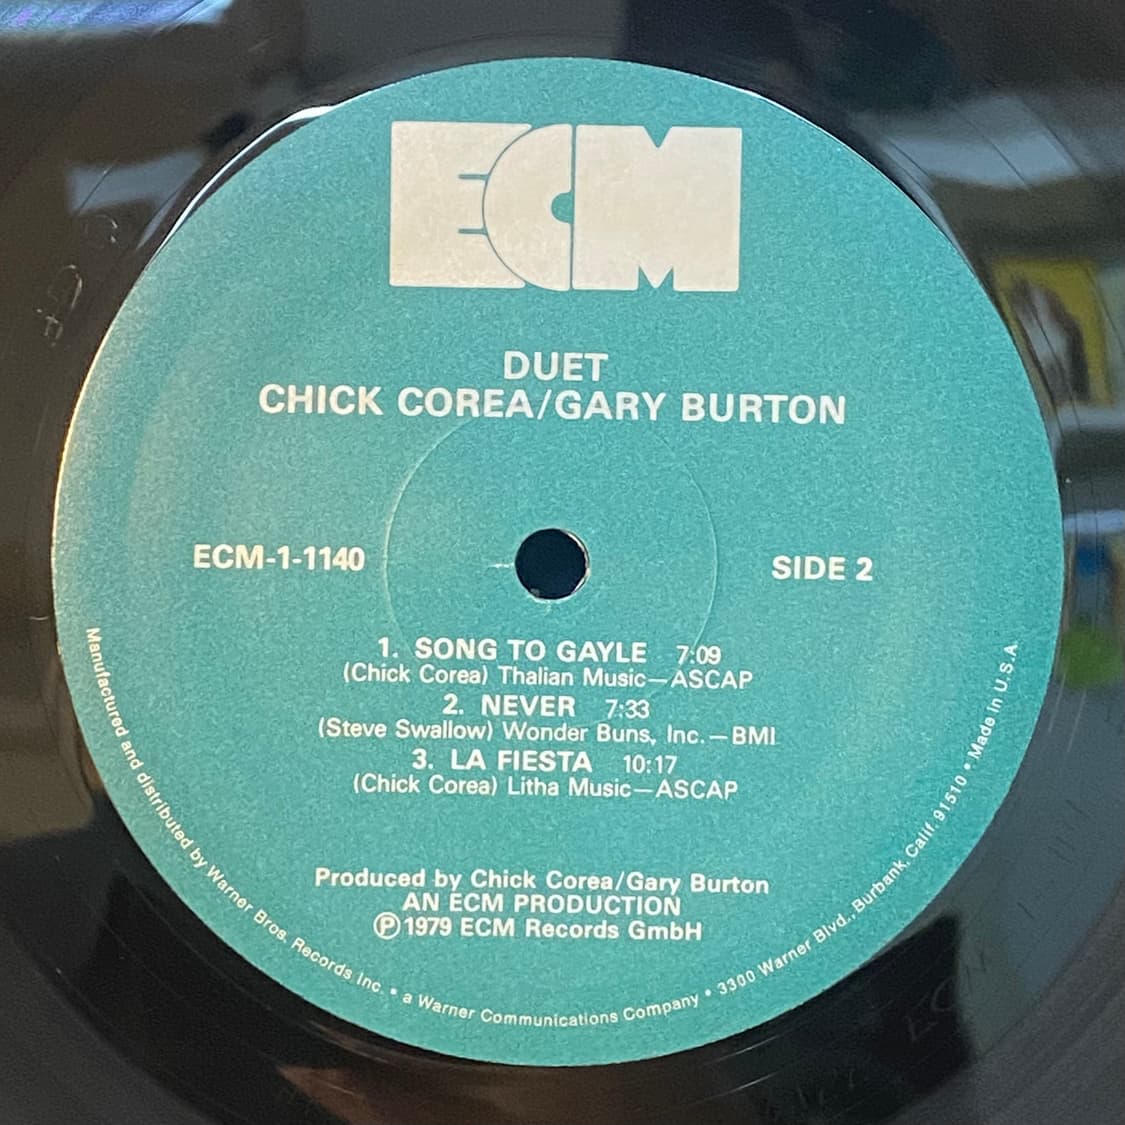 ECM
DUET
CHICK COREA/GARY BURTON
ECM-1-1140
SIDE 2
1. SONG TO GAYLE 7:09
(Chick Corea) Thalian Music—ASCAP
2. NEVER 7:33
(Steve Swallow) Wonder Buns, Inc.—BMI
3. LA FIESTA 10:17
(Chick Corea) Litha Music—ASCAP
Produced by Chick Corea/Gary Burton
AN ECM PRODUCTION
Ⓟ1979 ECM Records GmbH
Manufactured and distributed by Warner Bros. Records Inc. • a Warner Communications Company • 3300 Warner Blvd., Burbank, Calif. 91510 • Made in U.S.A.